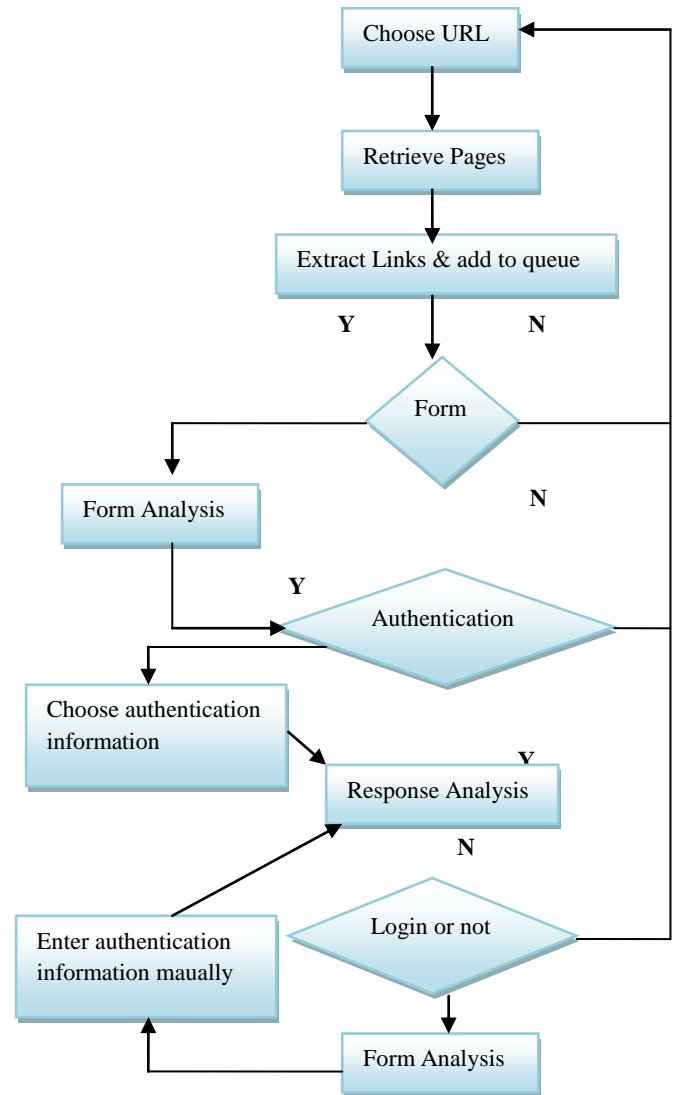 Choose URL
Retrieve Pages
Extract Links & add to queue
Y
N
Form
Form Analysis
N
Y
Authentication
Choose authentication
information
Y
Response Analysis
N
Login or not
Enter authentication
information maually
Form Analysis